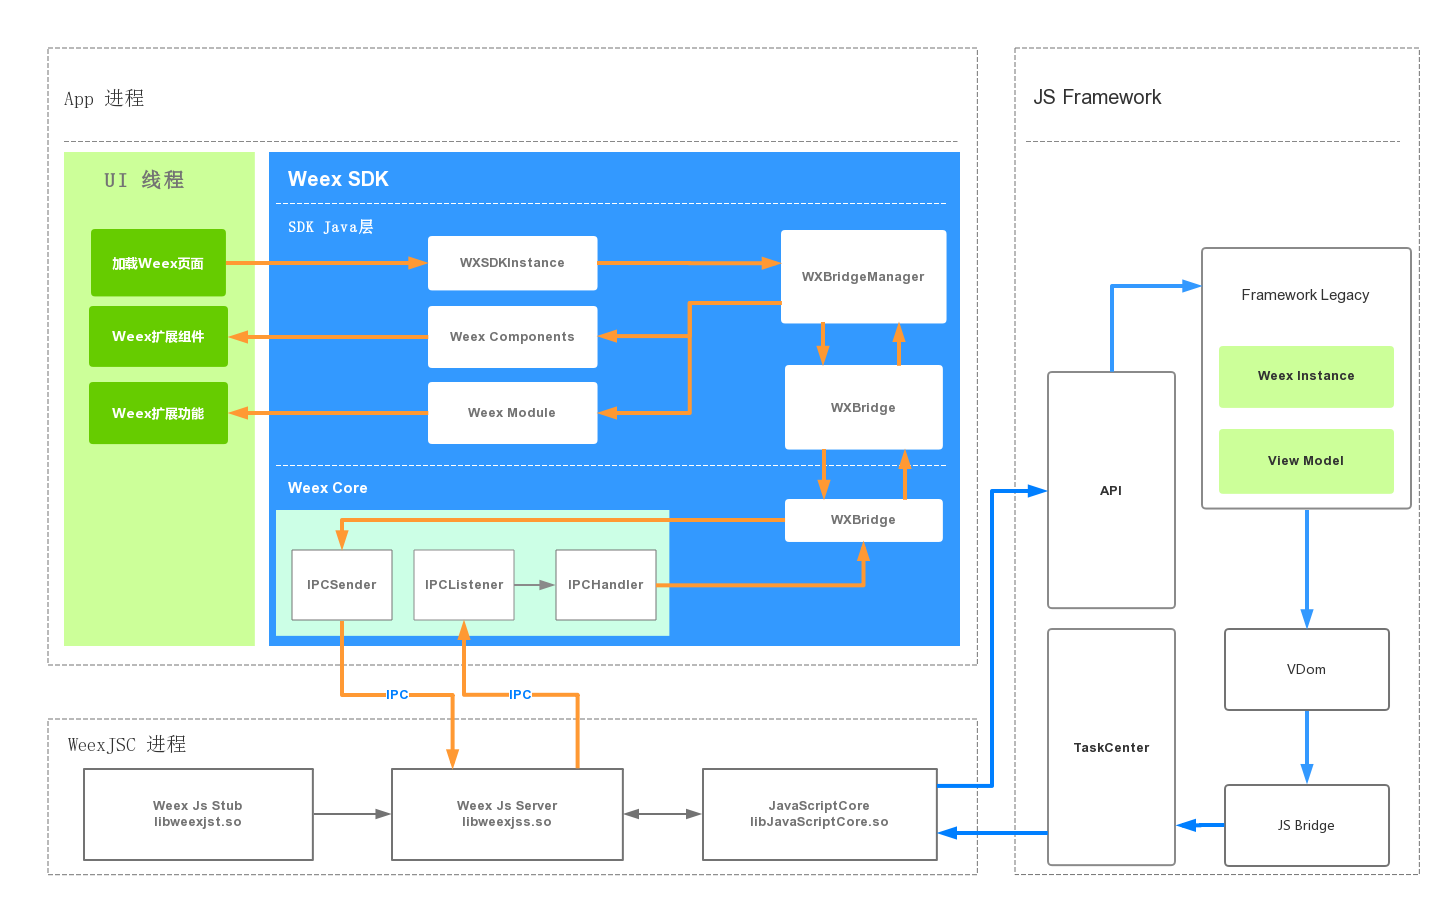 App 进程
UI 线程
加载Weex页面
Weex扩展组件
Weex扩展功能
Weex SDK
SDK Java层
WXSDKInstance
WXBridgeManager
Weex Components
Weex Module
WXBridge
Weex Core
WXBridge
IPCSender
IPCListener
IPCHandler
IPC
IPC
WeexJSC 进程
Weex Js Stub
libweexjst.so
Weex Js Server
libweexjss.so
JavaScriptCore
libJavaScriptCore.so
JS Framework
Framework Legacy
Weex Instance
View Model
API
VDom
TaskCenter
JS Bridge